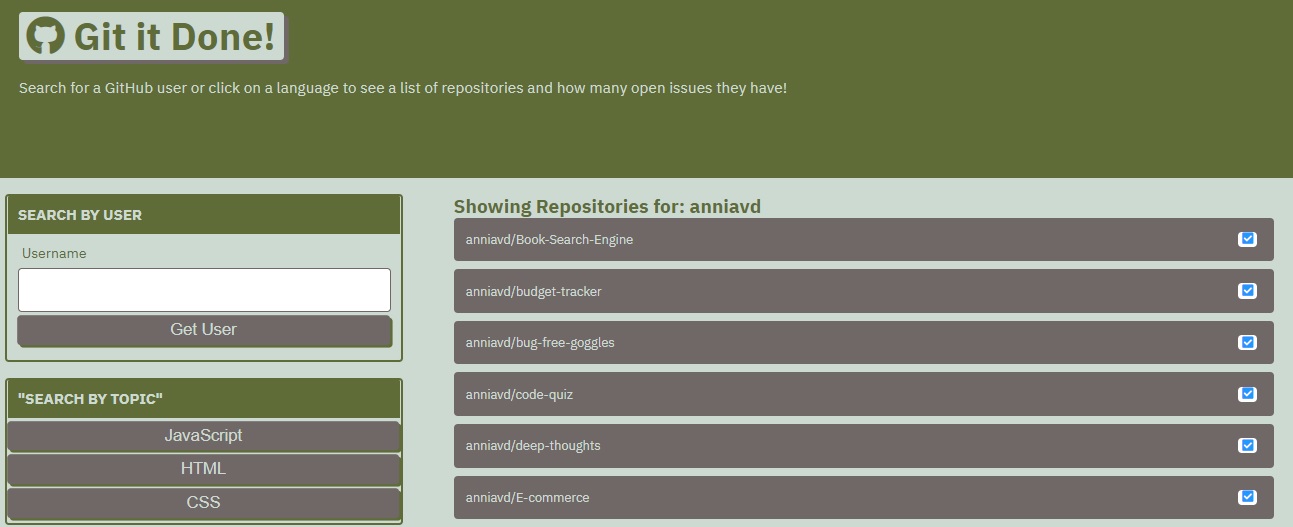 Git it Done!
Search for a GitHub user or click on a language to see a list of repositories and how many open issues they have!
SEARCH BY USER
Username
Get User
"SEARCH BY TOPIC"
JavaScript
HTML
CSS
Showing Repositories for: anniavd
anniavd/Book-Search-Engine
anniavd/budget-tracker
anniavd/bug-free-goggles
anniavd/code-quiz
anniavd/deep-thoughts
anniavd/E-commerce